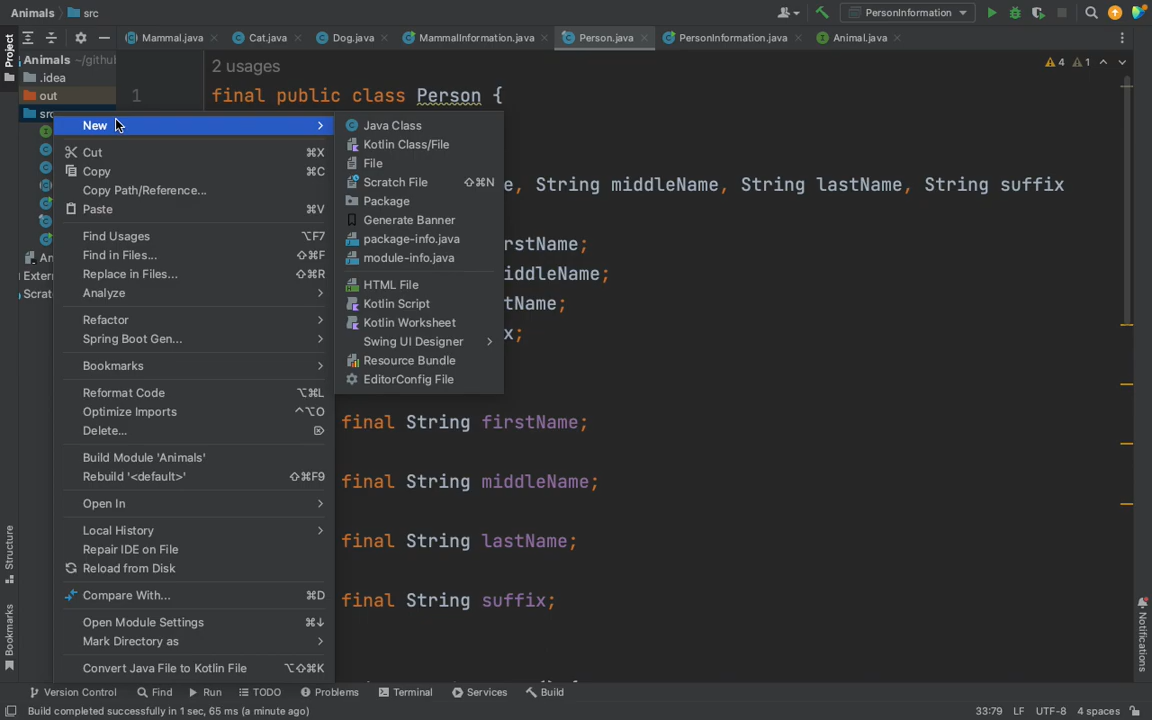 Animals src PersonInformation
Project
Mammal.java Cat.java Dog.java MammalInformation.java Person.java PersonInformation.java Animal.java
Animals ~/githu
.idea
out
src
Exter
Scrat
2 usages
4 1
1 final public class Person {
e, String middleName, String lastName, String suffix
rstName;
iddleName;
tName;
x;
final String firstName;
final String middleName;
final String lastName;
final String suffix;
New
Cut ⌘X
Copy ⌘C
Copy Path/Reference...
Paste ⌘V
Find Usages ⌥F7
Find in Files... ⇧⌘F
Replace in Files... ⇧⌘R
Analyze
Refactor
Spring Boot Gen...
Bookmarks
Reformat Code ⌥⌘L
Optimize Imports ^⌥O
Delete... ⌦
Build Module 'Animals'
Rebuild '<default>' ⇧⌘F9
Open In
Local History
Repair IDE on File
Reload from Disk
Compare With... ⌘D
Open Module Settings ⌘↓
Mark Directory as
Convert Java File to Kotlin File ⌥⇧⌘K
Java Class
Kotlin Class/File
File
Scratch File ⇧⌘N
Package
Generate Banner
package-info.java
module-info.java
HTML File
Kotlin Script
Kotlin Worksheet
Swing UI Designer
Resource Bundle
EditorConfig File
Structure
Bookmarks
Notifications
Version Control Find Run TODO Problems Terminal Services Build
Build completed successfully in 1 sec, 65 ms (a minute ago) 33:79 LF UTF-8 4 spaces